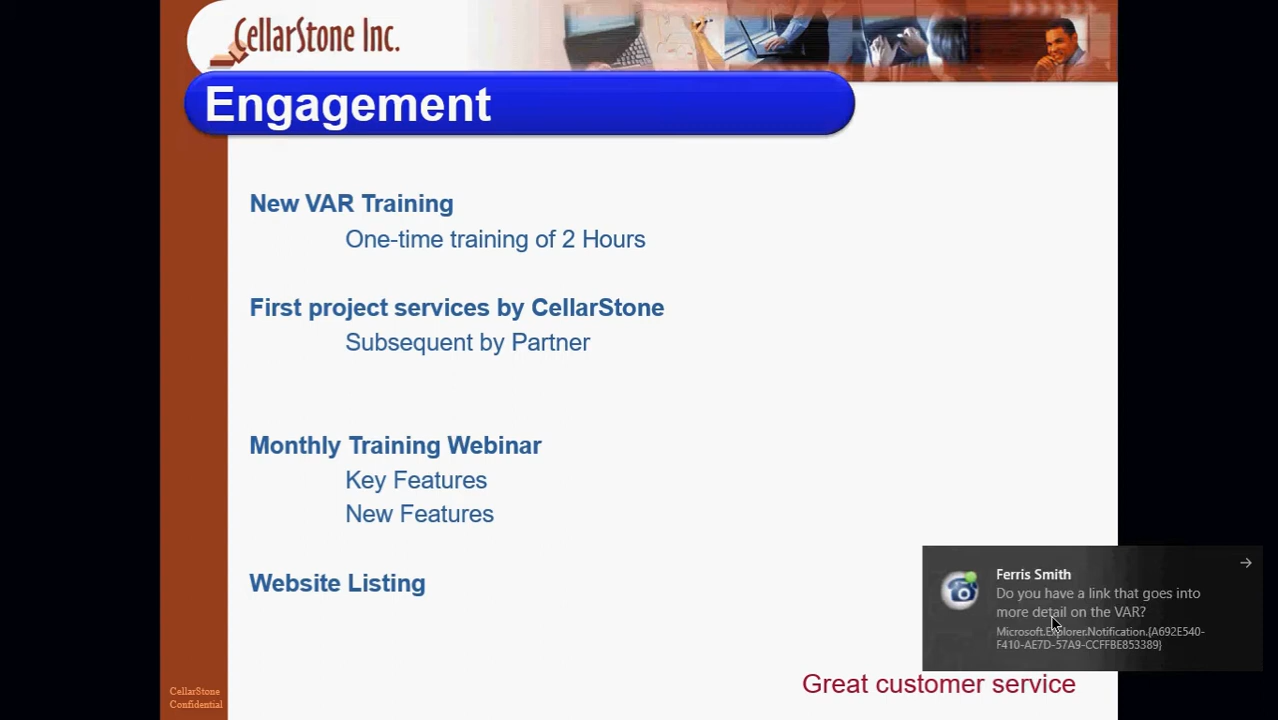 CellarStone Inc.
Engagement
New VAR Training
One-time training of 2 Hours
First project services by CellarStone
Subsequent by Partner
Monthly Training Webinar
Key Features
New Features
Website Listing
Ferris Smith
Do you have a link that goes into
more detail on the VAR?
Microsoft.Explorer.Notification.{A692E540-
F410-AE7D-57A9-CCFFBE853389}
Great customer service
CellarStone
Confidential